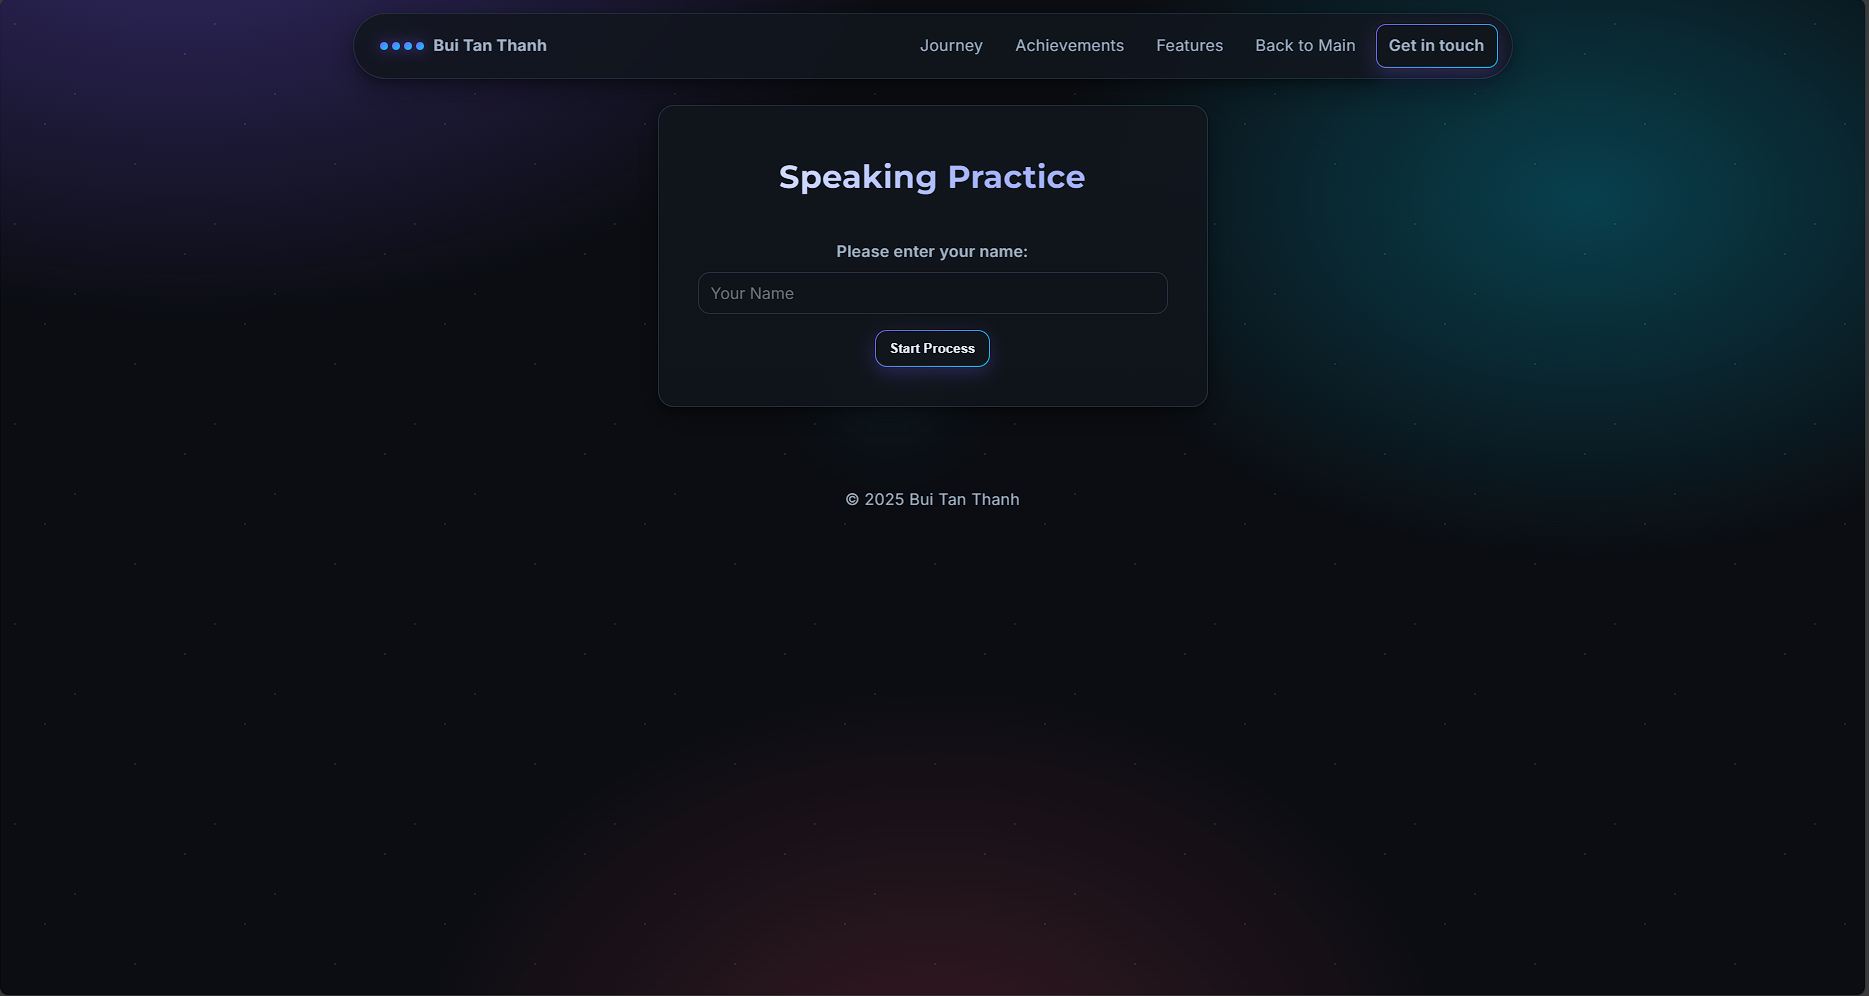 Bui Tan Thanh
Journey
Achievements
Features
Back to Main
Get in touch
Speaking Practice
Please enter your name:
Your Name
Start Process
© 2025 Bui Tan Thanh